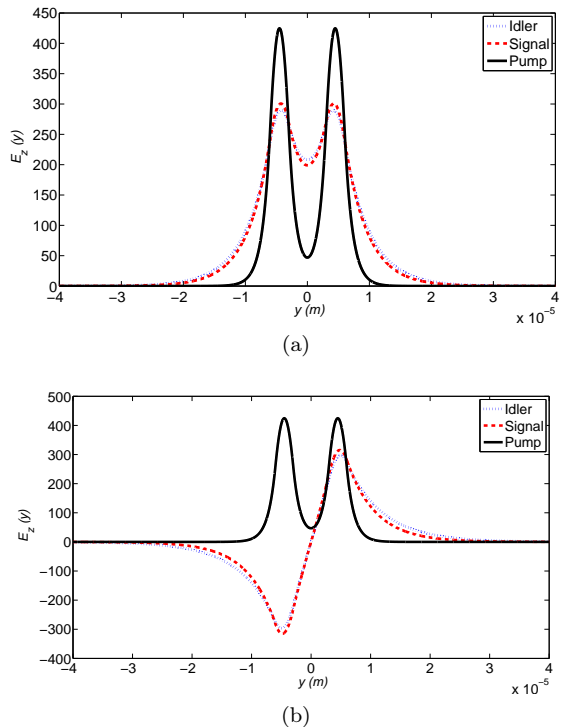 450
400
350
300
250
200
150
100
50
0
E_z (y)
Idler
Signal
Pump
−4 −3 −2 −1 0 1 2 3 4
y (m)
x 10⁻⁵
(a)
500
400
300
200
100
0
−100
−200
−300
−400
E_z (y)
Idler
Signal
Pump
−4 −3 −2 −1 0 1 2 3 4
y (m)
x 10⁻⁵
(b)